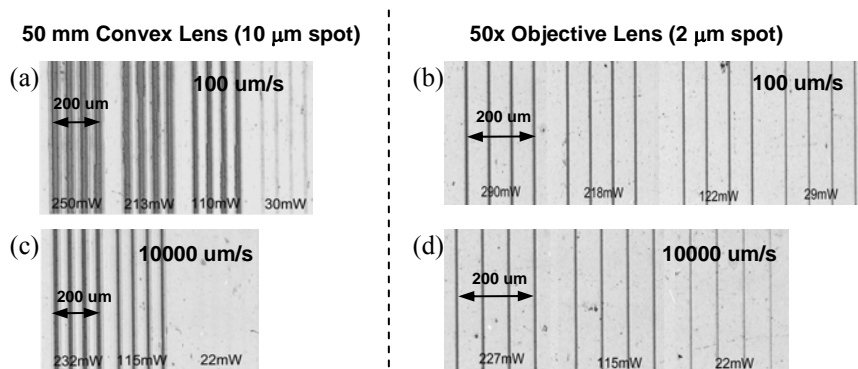 50 mm Convex Lens (10 μm spot)
50x Objective Lens (2 μm spot)
(a)
100 um/s
200 um
250mW
213mW
110mW
30mW
(b)
100 um/s
200 um
290mW
218mW
122mW
29mW
(c)
10000 um/s
200 um
232mW
115mW
22mW
(d)
10000 um/s
200 um
227mW
115mW
22mW